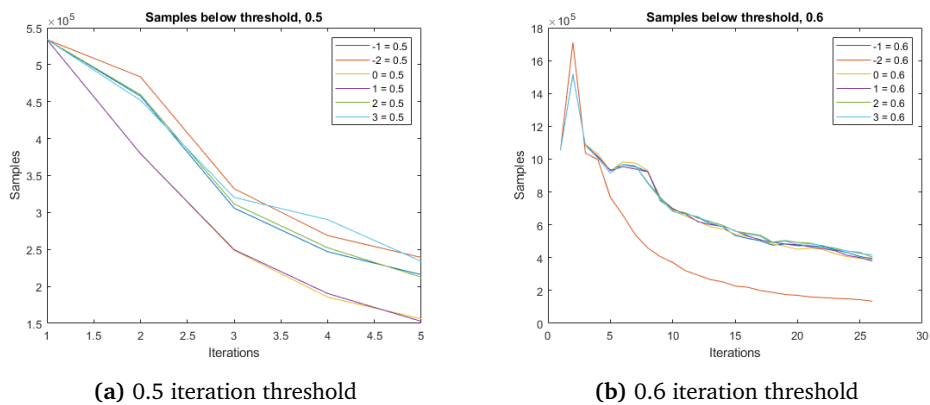 Samples below threshold, 0.5
×10⁵
5.5
5
4.5
4
3.5
3
2.5
2
1.5
Samples
1
1.5
2
2.5
3
3.5
4
4.5
5
Iterations
-1 = 0.5
-2 = 0.5
0 = 0.5
1 = 0.5
2 = 0.5
3 = 0.5
(a) 0.5 iteration threshold
Samples below threshold, 0.6
×10⁵
18
16
14
12
10
8
6
4
2
0
Samples
0
5
10
15
20
25
30
Iterations
-1 = 0.6
-2 = 0.6
0 = 0.6
1 = 0.6
2 = 0.6
3 = 0.6
(b) 0.6 iteration threshold